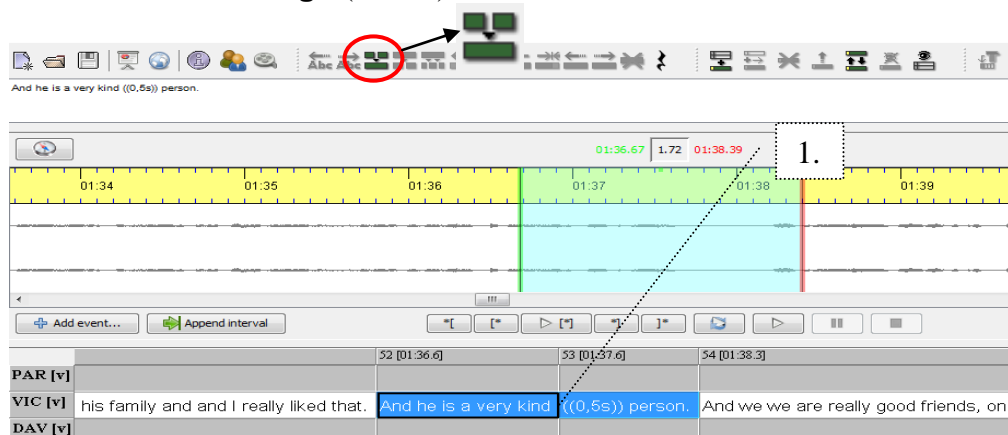 Abc Abc
And he is a very kind ((0,5s)) person.
01:36.67 1.72 01:38.39
1.
01:34 01:35 01:36 01:37 01:38 01:39
Add event... Append interval
52 [01:36.6] 53 [01:37.6] 54 [01:38.3]
PAR [v]
VIC [v] his family and and I really liked that. And he is a very kind ((0,5s)) person. And we we are really good friends, on
DAV [v]